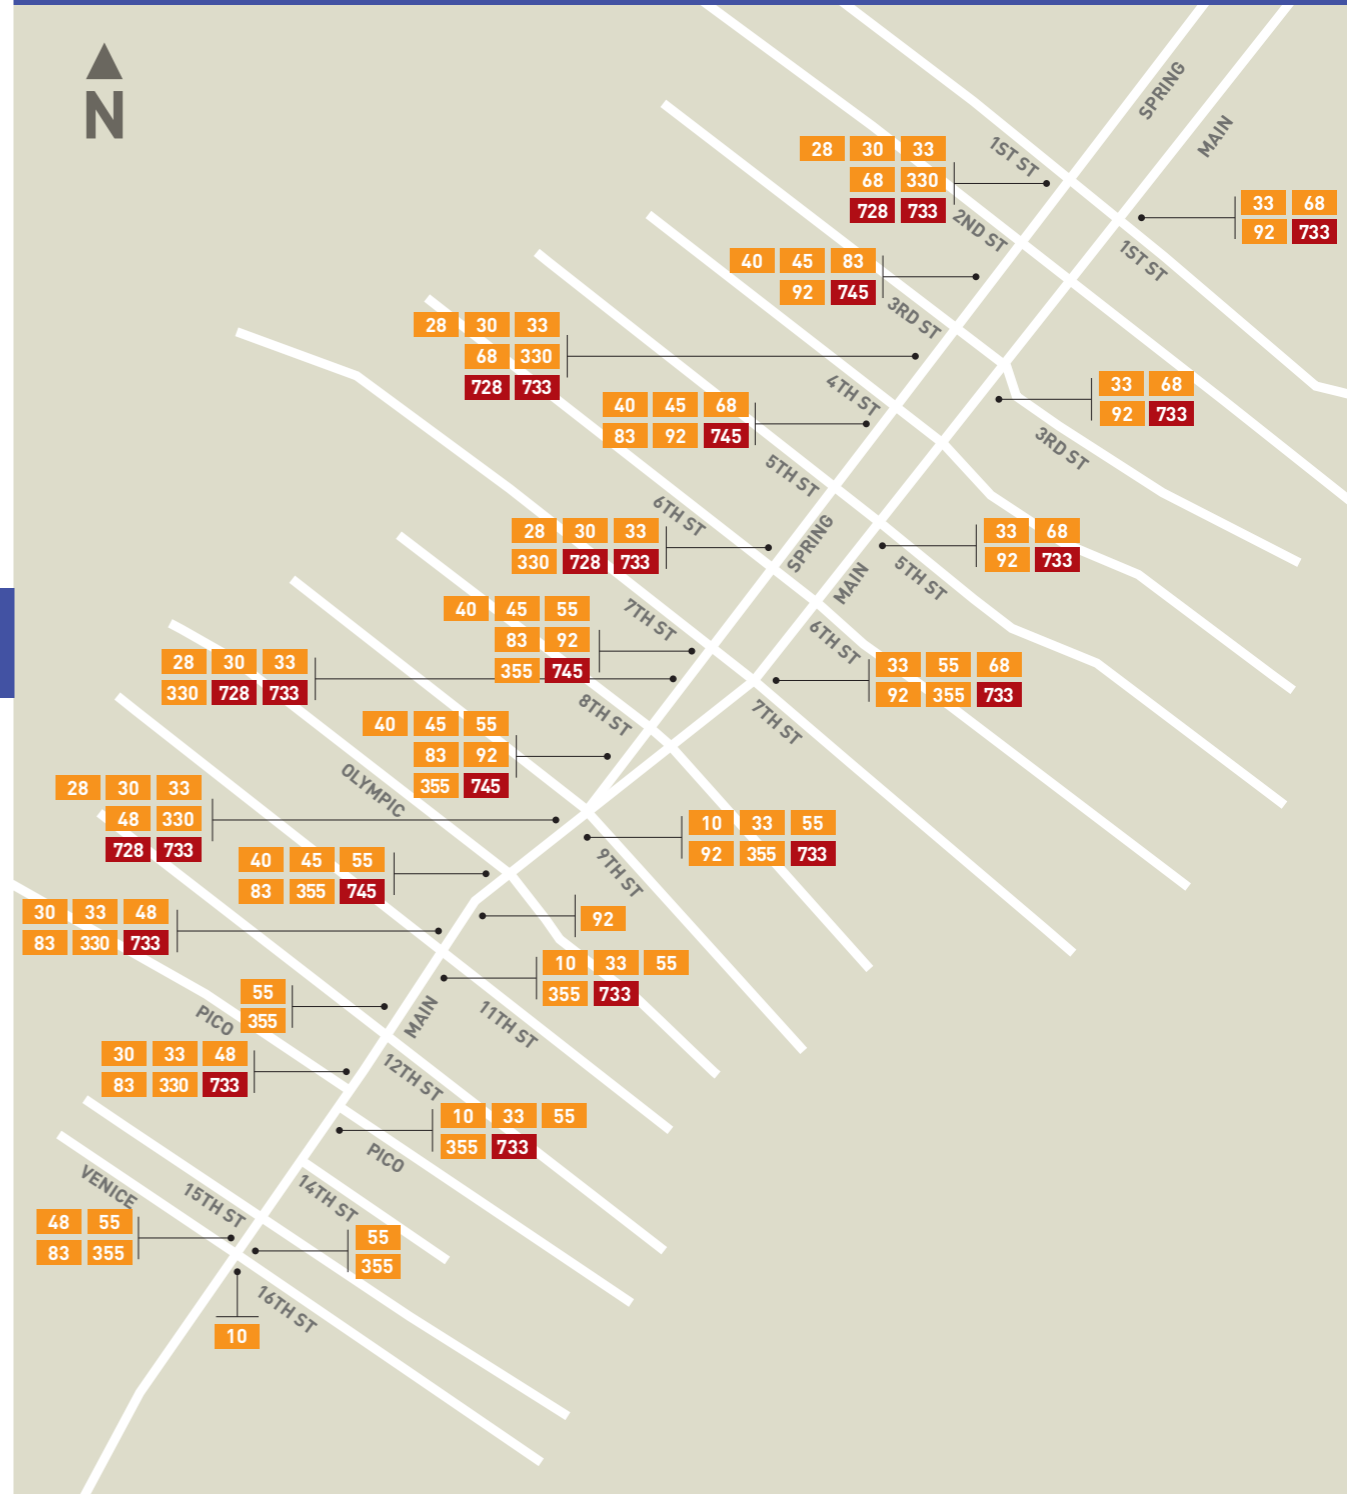 N
SPRING
MAIN
1ST ST
28 30 33
68 330
728 733
2ND ST
33 68
92 733
1ST ST
40 45 83
92 745
3RD ST
28 30 33
68 330
728 733
4TH ST
33 68
92 733
3RD ST
40 45 68
83 92 745
5TH ST
6TH ST
28 30 33
330 728 733
SPRING
MAIN
33 68
92 733
5TH ST
40 45 55
83 92
355 745
7TH ST
6TH ST
28 30 33
330 728 733
33 55 68
92 355 733
8TH ST
7TH ST
40 45 55
83 92
355 745
OLYMPIC
28 30 33
48 330
728 733
10 33 55
92 355 733
9TH ST
40 45 55
83 355 745
30 33 48
83 330 733
92
10 33 55
355 733
55
355
PICO
MAIN
11TH ST
30 33 48
83 330 733
12TH ST
10 33 55
355 733
PICO
VENICE
15TH ST
14TH ST
48 55
83 355
55
355
16TH ST
10